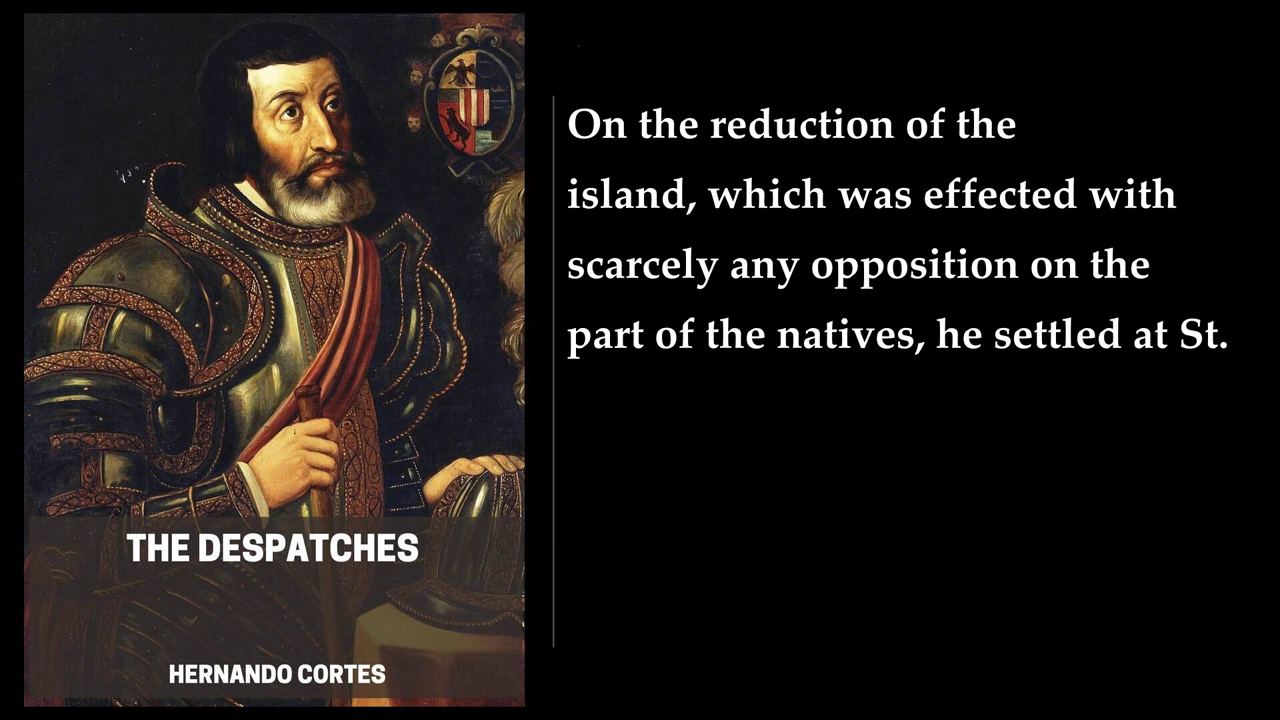 THE DESPATCHES
HERNANDO CORTES
On the reduction of the
island, which was effected with
scarcely any opposition on the
part of the natives, he settled at St.